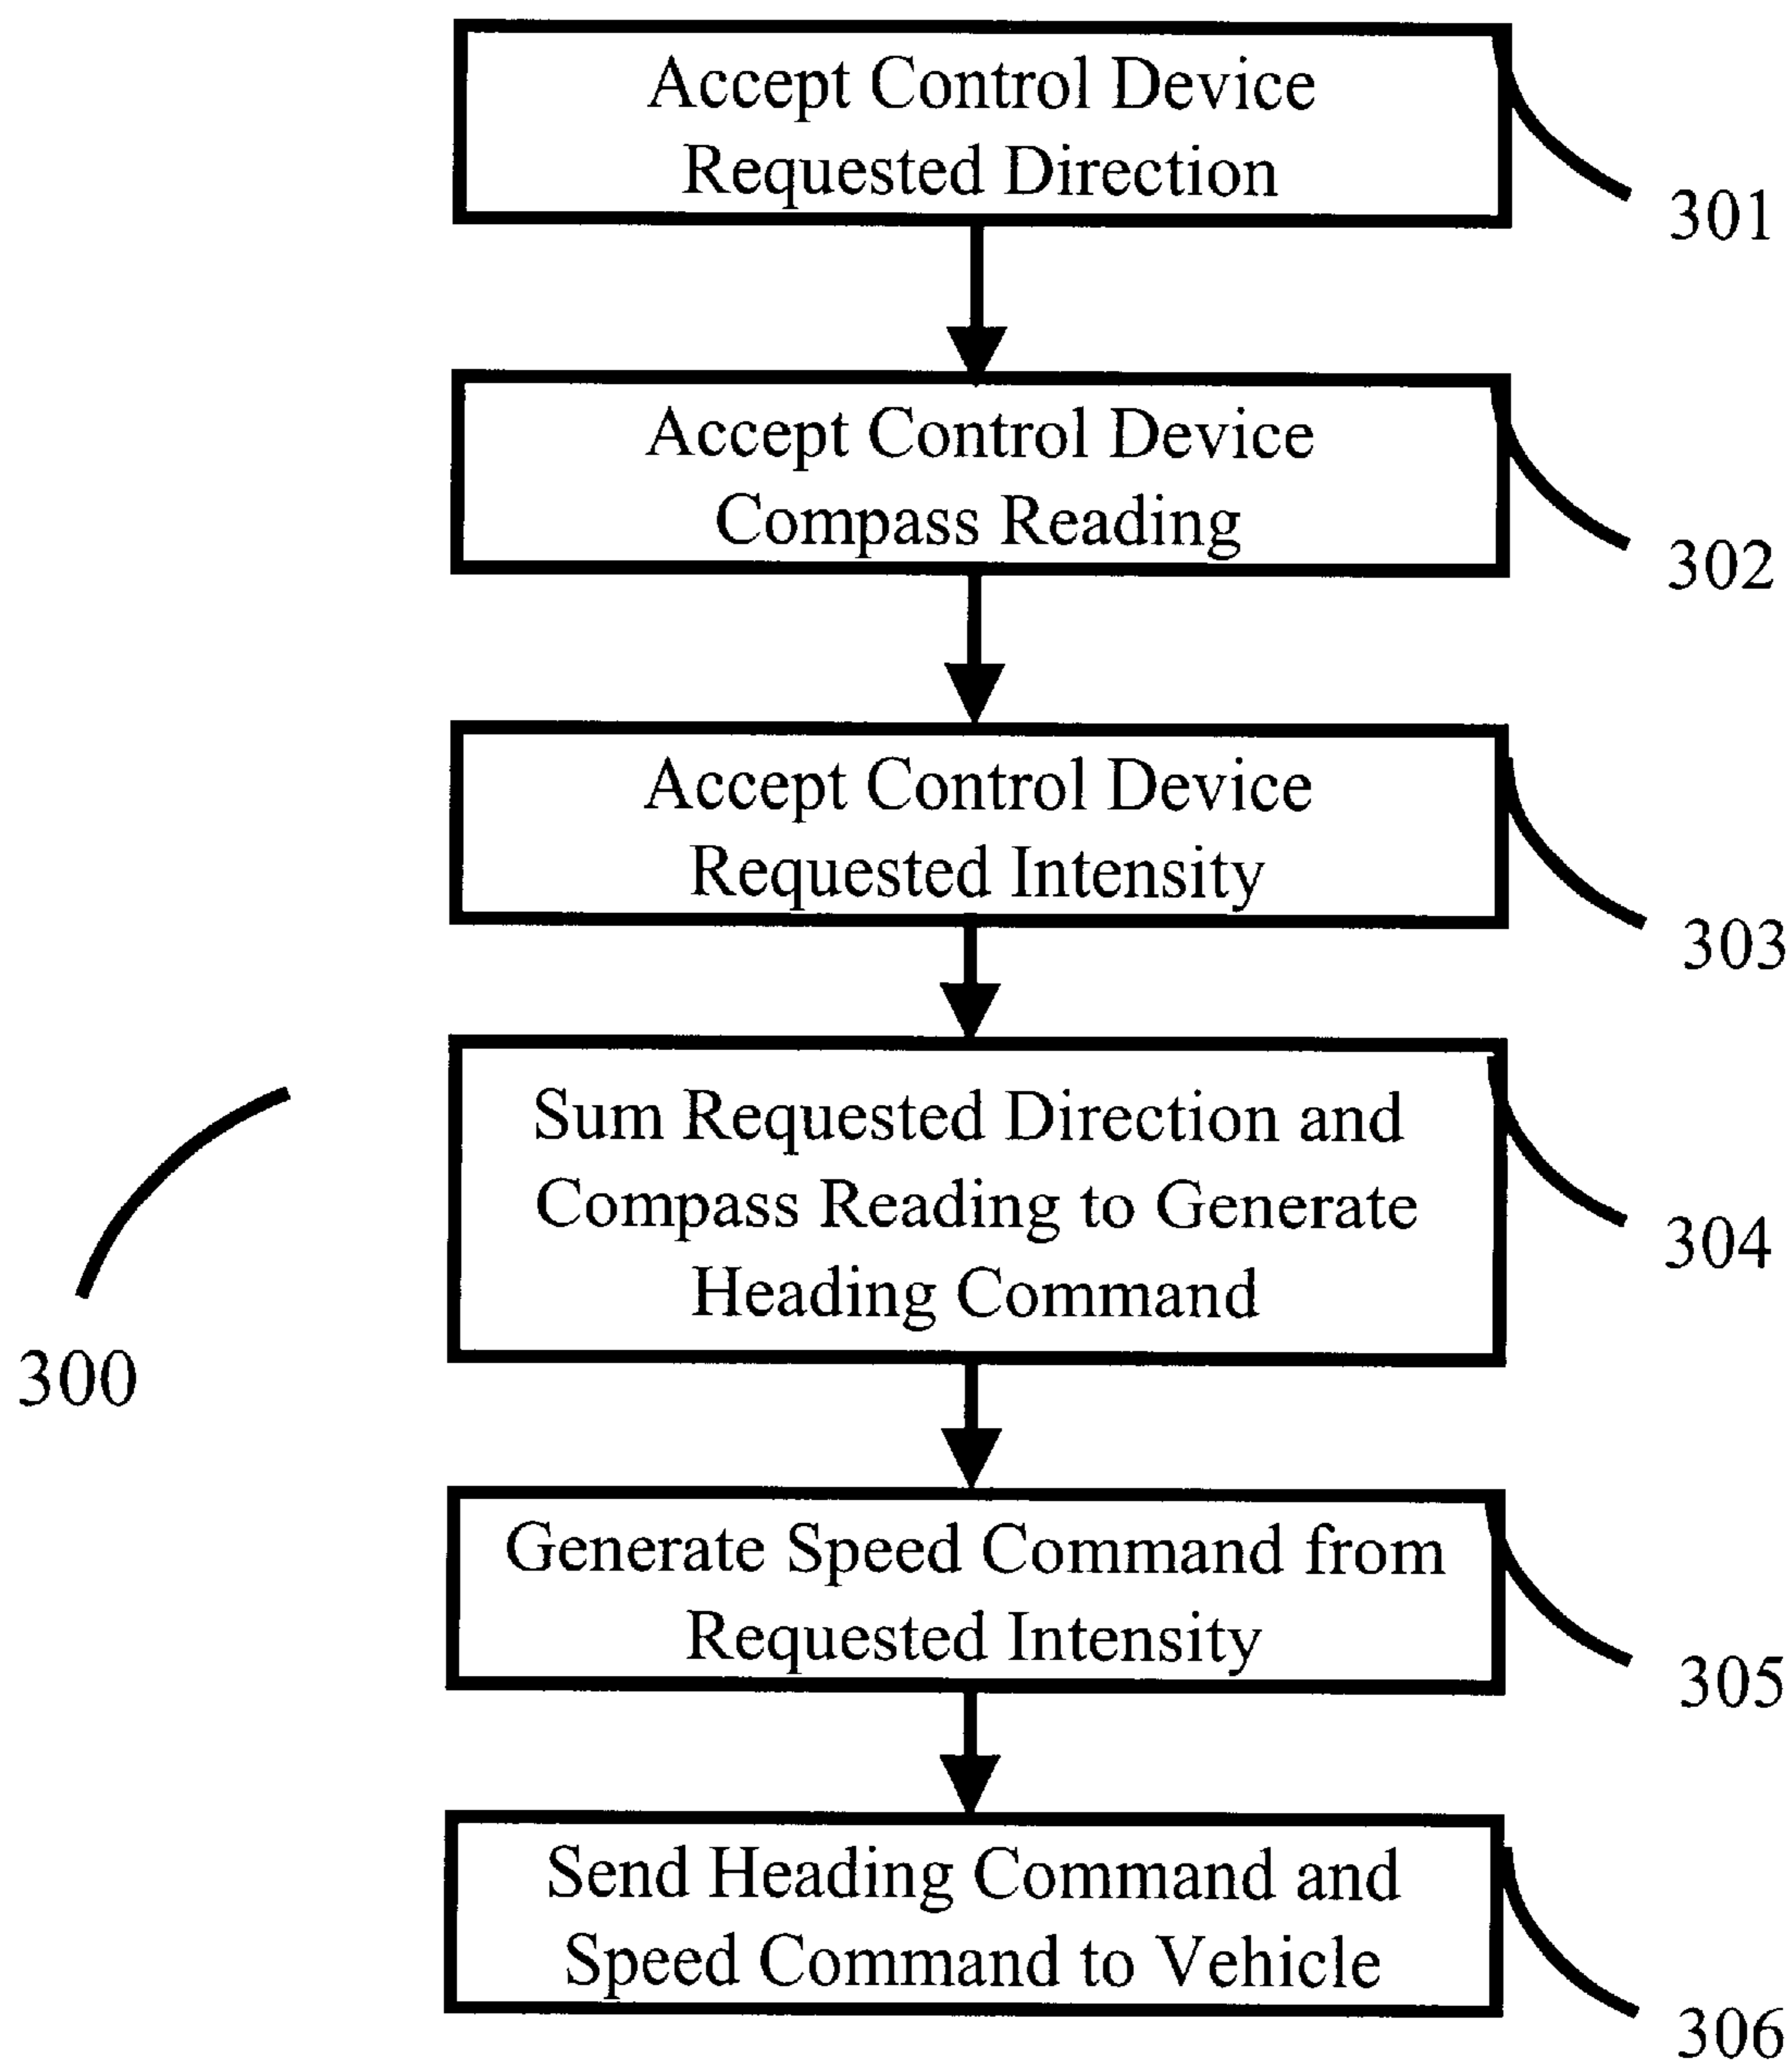 Accept Control Device
Requested Direction
301
Accept Control Device
Compass Reading
302
Accept Control Device
Requested Intensity
303
Sum Requested Direction and
Compass Reading to Generate
Heading Command
304
300
Generate Speed Command from
Requested Intensity
305
Send Heading Command and
Speed Command to Vehicle
306